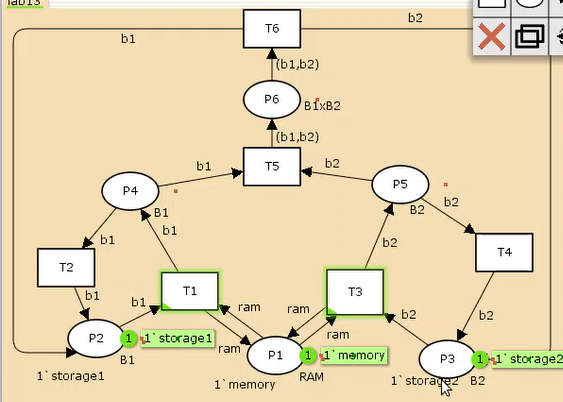 lab13
T6
b2
b1
(b1,b2)
P6
B1xB2
(b1,b2)
T5
b1
b2
P4
P5
B1
B2
b2
b1
b1
b2
T2
T4
T1
T3
b1
b1
ram
ram
b2
b2
ram
ram
P2
1
1`storage1
B1
P1
1
1`memory
RAM
P3
1
1`storage2
B2
1`storage1
1`memory
1`storage2